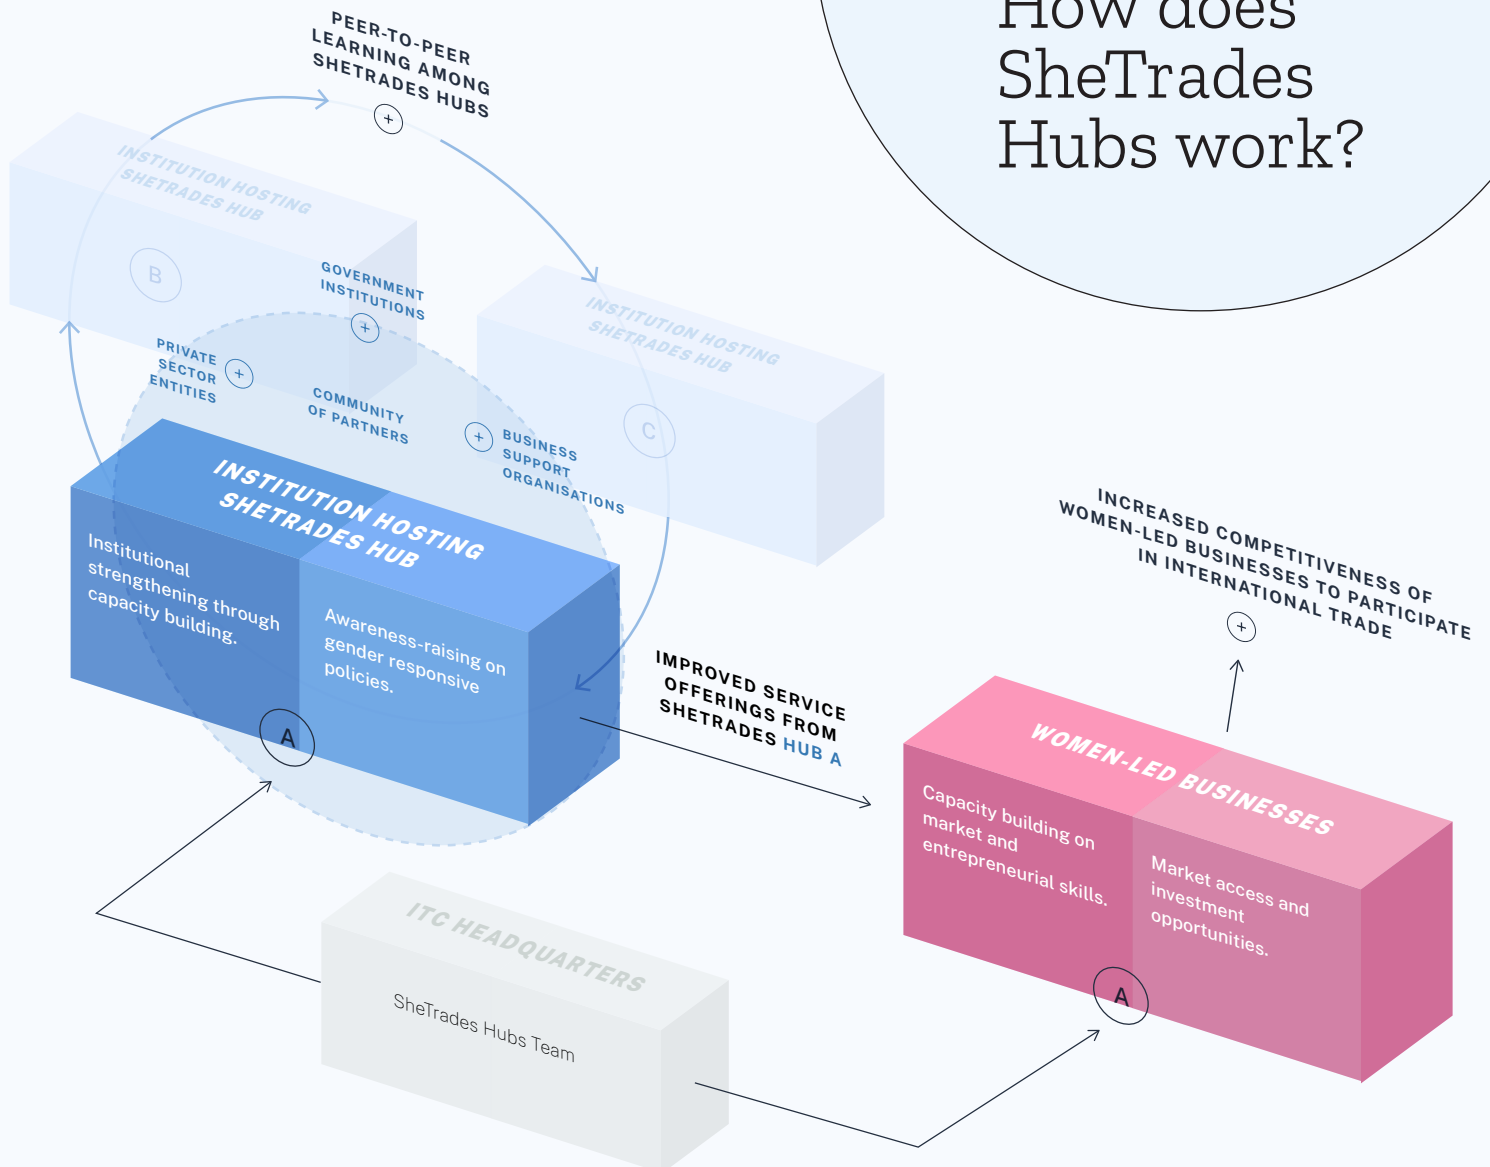 How does
SheTrades
Hubs work?
PEER-TO-PEER
LEARNING AMONG
SHETRADES HUBS
+
INSTITUTION HOSTING
SHETRADES HUB
B
GOVERNMENT
INSTITUTIONS
+
PRIVATE
SECTOR
ENTITIES
+
COMMUNITY
OF PARTNERS
INSTITUTION HOSTING
SHETRADES HUB
C
+
BUSINESS
SUPPORT
ORGANISATIONS
INSTITUTION HOSTING
SHETRADES HUB
Institutional
strengthening through
capacity building.
Awareness-raising on
gender responsive
policies.
A
IMPROVED SERVICE
OFFERINGS FROM
SHETRADES HUB A
INCREASED COMPETITIVENESS OF
WOMEN-LED BUSINESSES TO PARTICIPATE
IN INTERNATIONAL TRADE
+
WOMEN-LED BUSINESSES
Capacity building on
market and
entrepreneurial skills.
Market access and
investment
opportunities.
A
ITC HEADQUARTERS
SheTrades Hubs Team